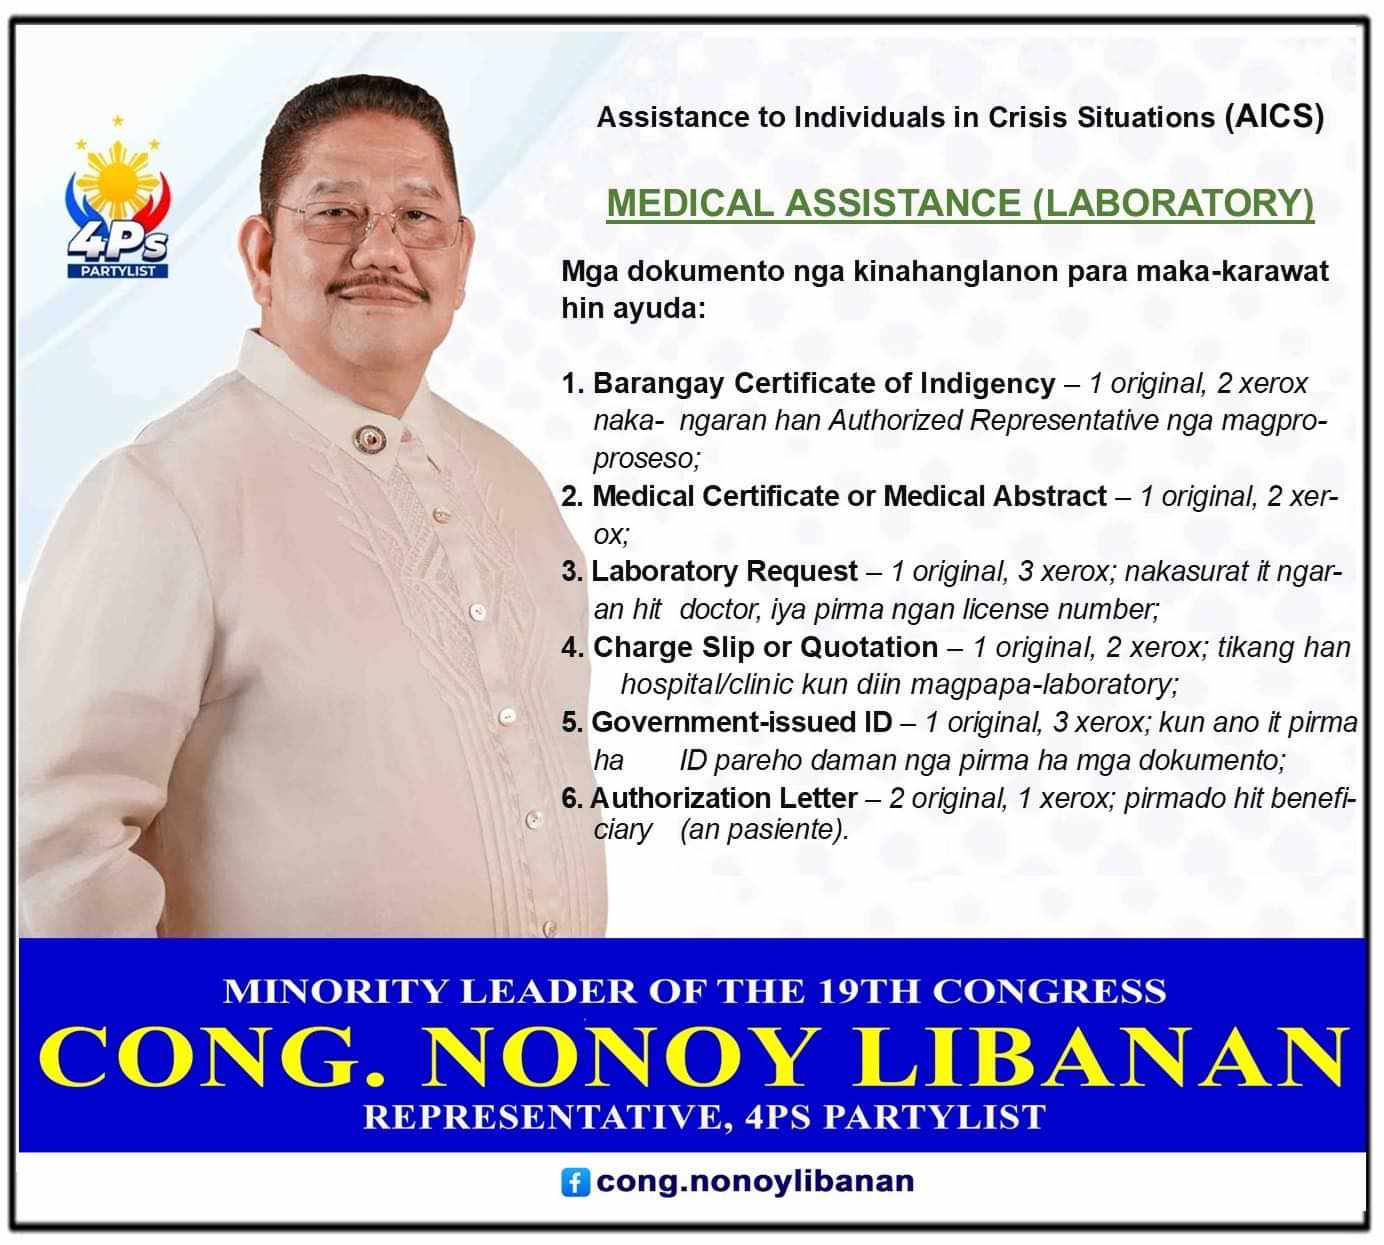 4Ps
PARTYLIST
Assistance to Individuals in Crisis Situations (AICS)
MEDICAL ASSISTANCE (LABORATORY)
Mga dokumento nga kinahanglanon para maka-karawat
hin ayuda:
1. Barangay Certificate of Indigency – 1 original, 2 xerox
naka- ngaran han Authorized Representative nga magpro-
proseso;
2. Medical Certificate or Medical Abstract – 1 original, 2 xer-
ox;
3. Laboratory Request – 1 original, 3 xerox; nakasurat it ngar-
an hit doctor, iya pirma ngan license number;
4. Charge Slip or Quotation – 1 original, 2 xerox; tikang han
hospital/clinic kun diin magpapa-laboratory;
5. Government-issued ID – 1 original, 3 xerox; kun ano it pirma
ha ID pareho daman nga pirma ha mga dokumento;
6. Authorization Letter – 2 original, 1 xerox; pirmado hit benefi-
ciary (an pasiente).
MINORITY LEADER OF THE 19TH CONGRESS
CONG. NONOY LIBANAN
REPRESENTATIVE, 4PS PARTYLIST
f cong.nonoylibanan